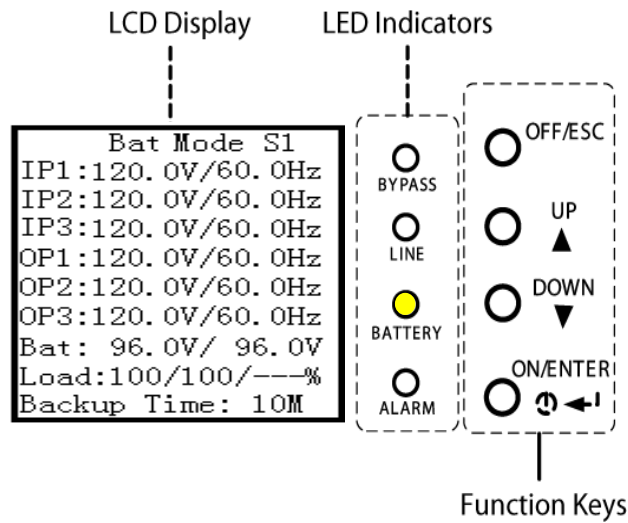 LCD Display
LED Indicators
Bat Mode S1
IP1:120.0V/60.0Hz
IP2:120.0V/60.0Hz
IP3:120.0V/60.0Hz
OP1:120.0V/60.0Hz
OP2:120.0V/60.0Hz
OP3:120.0V/60.0Hz
Bat: 96.0V/ 96.0V
Load:100/100/---%
Backup Time: 10M
BYPASS
LINE
BATTERY
ALARM
OFF/ESC
UP
DOWN
ON/ENTER
Function Keys